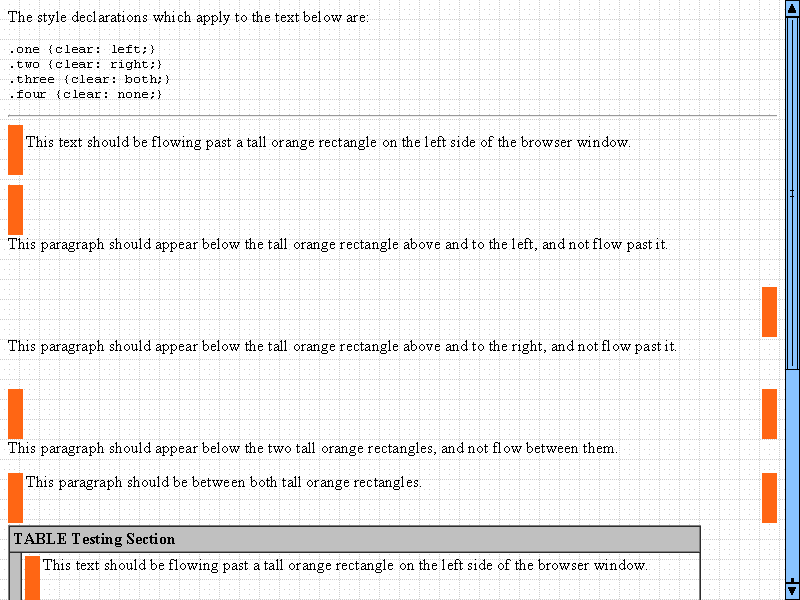 The style declarations which apply to the text below are:
.one {clear: left;}
.two {clear: right;}
.three {clear: both;}
.four {clear: none;}
This text should be flowing past a tall orange rectangle on the left side of the browser window.
This paragraph should appear below the tall orange rectangle above and to the left, and not flow past it.
This paragraph should appear below the tall orange rectangle above and to the right, and not flow past it.
This paragraph should appear below the two tall orange rectangles, and not flow between them.
This paragraph should be between both tall orange rectangles.
TABLE Testing Section
This text should be flowing past a tall orange rectangle on the left side of the browser window.